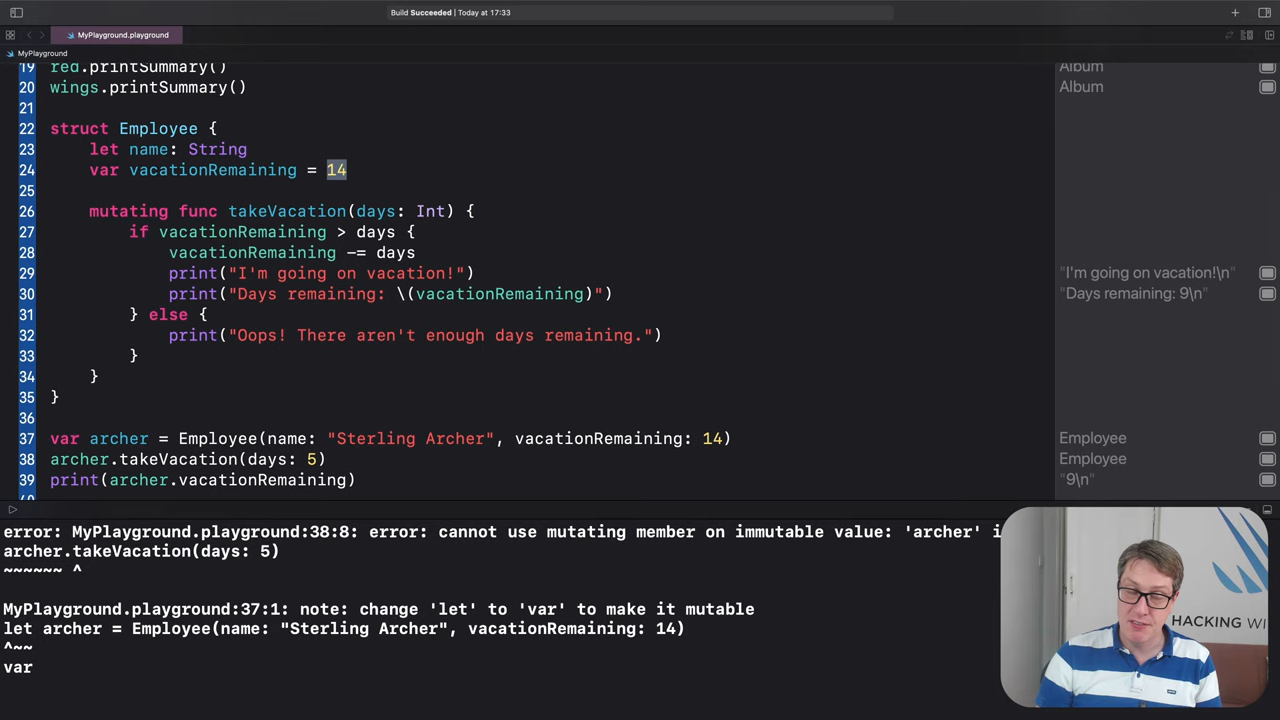 Build Succeeded | Today at 17:33
MyPlayground.playground
MyPlayground
19 red.printSummary() Album
20 wings.printSummary() Album
21
22 struct Employee {
23 let name: String
24 var vacationRemaining = 14
25
26 mutating func takeVacation(days: Int) {
27 if vacationRemaining > days {
28 vacationRemaining -= days
29 print("I'm going on vacation!") "I'm going on vacation!\n"
30 print("Days remaining: \(vacationRemaining)") "Days remaining: 9\n"
31 } else {
32 print("Oops! There aren't enough days remaining.")
33 }
34 }
35 }
36
37 var archer = Employee(name: "Sterling Archer", vacationRemaining: 14) Employee
38 archer.takeVacation(days: 5) Employee
39 print(archer.vacationRemaining) "9\n"
error: MyPlayground.playground:38:8: error: cannot use mutating member on immutable value: 'archer' i
archer.takeVacation(days: 5)
~~~~~~ ^
MyPlayground.playground:37:1: note: change 'let' to 'var' to make it mutable
let archer = Employee(name: "Sterling Archer", vacationRemaining: 14)
^~~
var
HACKING WI